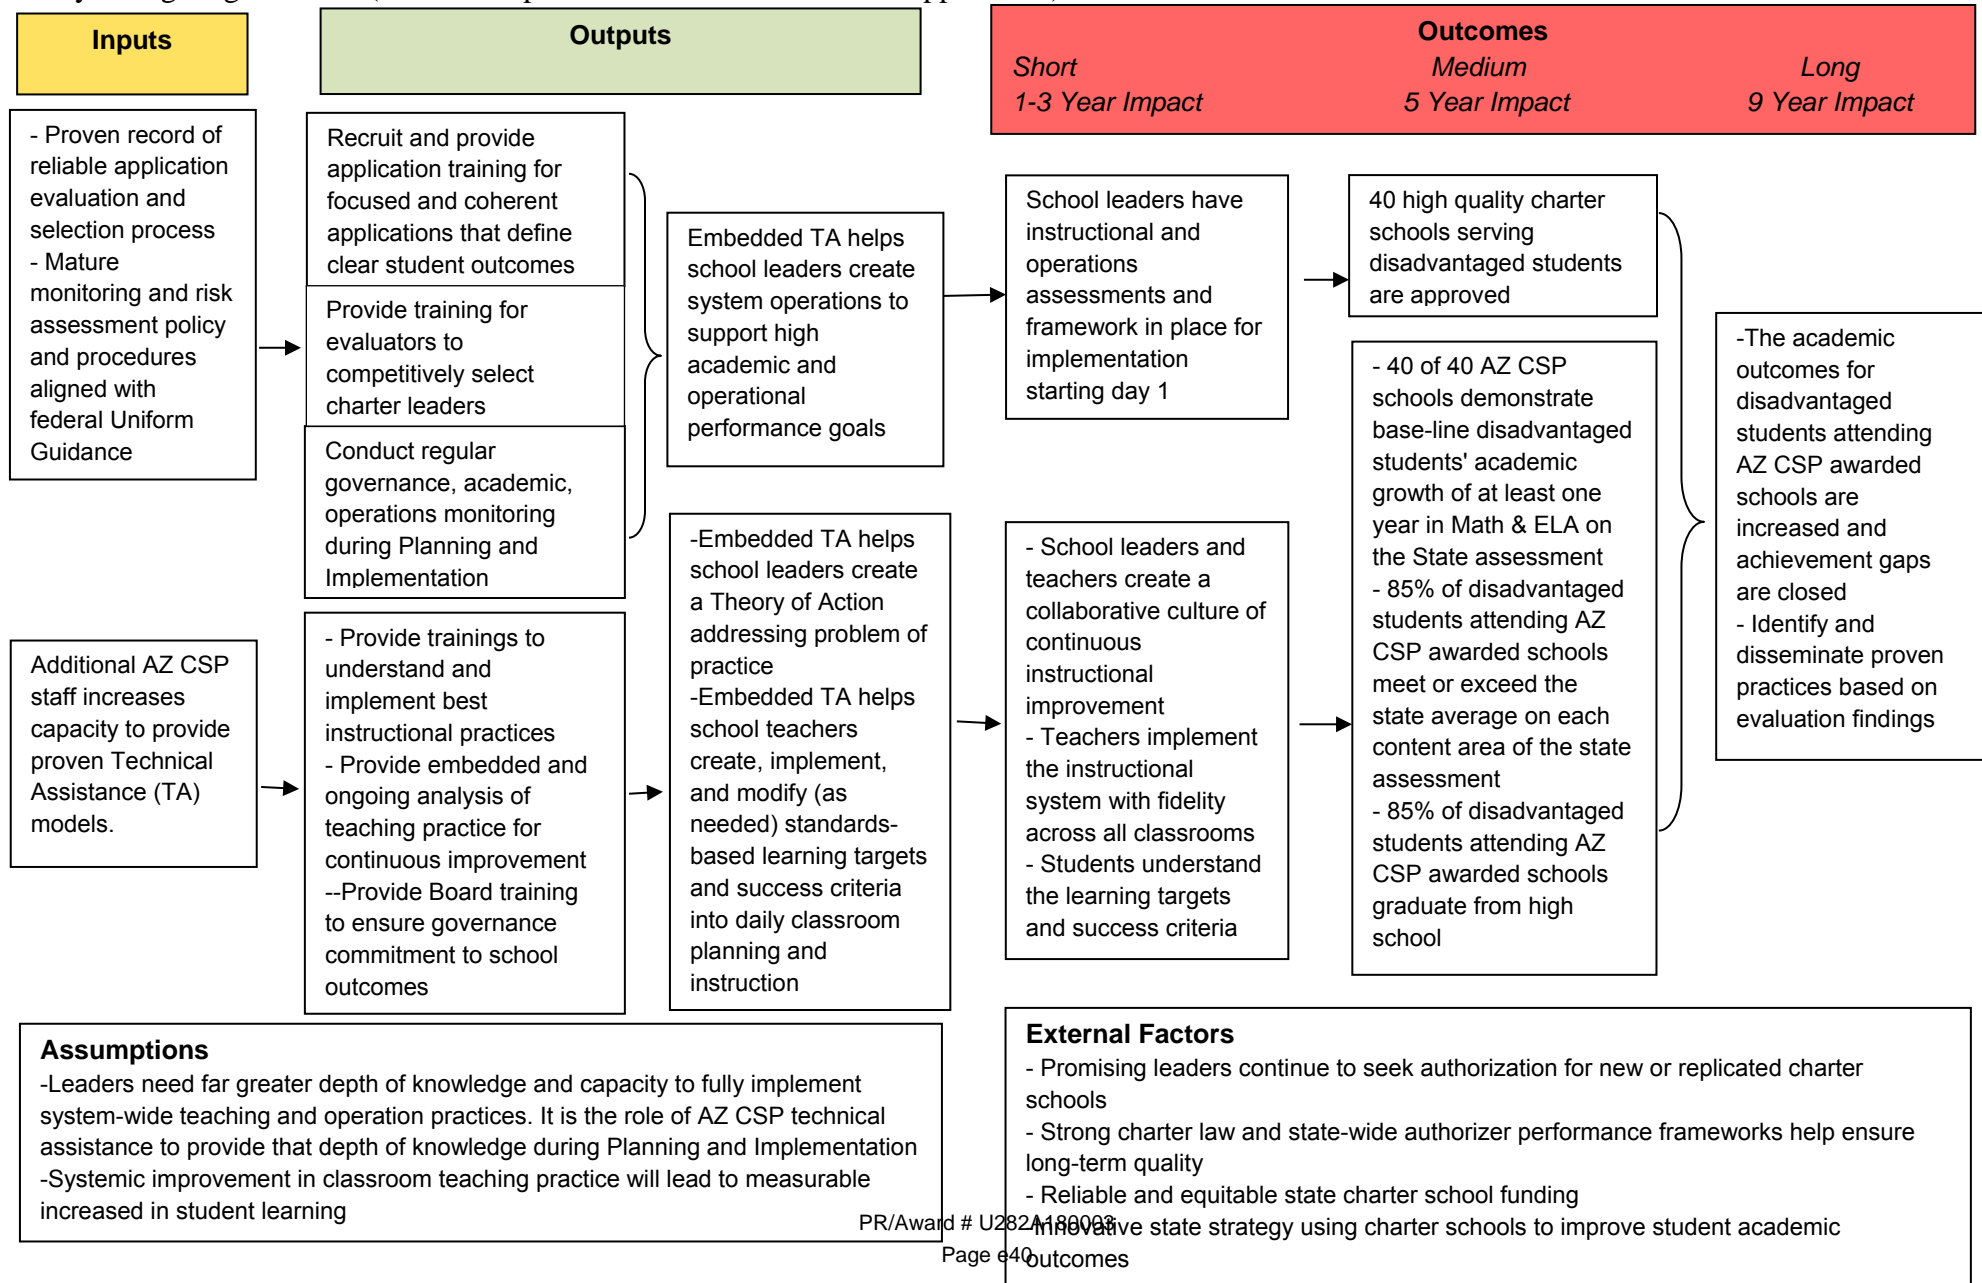 Inputs
Outputs
Outcomes
Short
Medium
Long
1-3 Year Impact
5 Year Impact
9 Year Impact
- Proven record of
reliable application
evaluation and
selection process
- Mature
monitoring and risk
assessment policy
and procedures
aligned with
federal Uniform
Guidance
Recruit and provide
application training for
focused and coherent
applications that define
clear student outcomes
Provide training for
evaluators to
competitively select
charter leaders
Conduct regular
governance, academic,
operations monitoring
during Planning and
Implementation
Embedded TA helps
school leaders create
system operations to
support high
academic and
operational
performance goals
School leaders have
instructional and
operations
assessments and
framework in place for
implementation
starting day 1
40 high quality charter
schools serving
disadvantaged students
are approved
- 40 of 40 AZ CSP
schools demonstrate
base-line disadvantaged
students' academic
growth of at least one
year in Math & ELA on
the State assessment
- 85% of disadvantaged
students attending AZ
CSP awarded schools
meet or exceed the
state average on each
content area of the state
assessment
- 85% of disadvantaged
students attending AZ
CSP awarded schools
graduate from high
school
-The academic
outcomes for
disadvantaged
students attending
AZ CSP awarded
schools are
increased and
achievement gaps
are closed
- Identify and
disseminate proven
practices based on
evaluation findings
Additional AZ CSP
staff increases
capacity to provide
proven Technical
Assistance (TA)
models.
- Provide trainings to
understand and
implement best
instructional practices
- Provide embedded and
ongoing analysis of
teaching practice for
continuous improvement
--Provide Board training
to ensure governance
commitment to school
outcomes
-Embedded TA helps
school leaders create
a Theory of Action
addressing problem of
practice
-Embedded TA helps
school teachers
create, implement,
and modify (as
needed) standards-
based learning targets
and success criteria
into daily classroom
planning and
instruction
- School leaders and
teachers create a
collaborative culture of
continuous
instructional
improvement
- Teachers implement
the instructional
system with fidelity
across all classrooms
- Students understand
the learning targets
and success criteria
Assumptions
-Leaders need far greater depth of knowledge and capacity to fully implement
system-wide teaching and operation practices. It is the role of AZ CSP technical
assistance to provide that depth of knowledge during Planning and Implementation
-Systemic improvement in classroom teaching practice will lead to measurable
increased in student learning
External Factors
- Promising leaders continue to seek authorization for new or replicated charter
schools
- Strong charter law and state-wide authorizer performance frameworks help ensure
long-term quality
- Reliable and equitable state charter school funding
-Innovative state strategy using charter schools to improve student academic
outcomes
PR/Award # U282A180003
Page e40